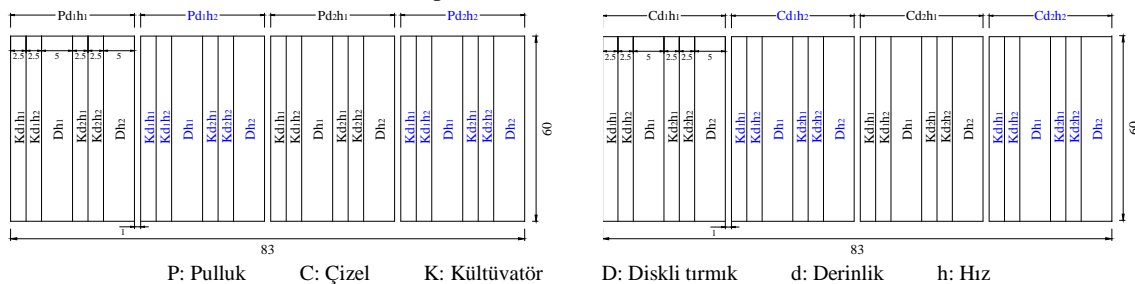 Pd1h1 Pd1h2 Pd2h1 Pd2h2 Cd1h1 Cd1h2 Cd2h1 Cd2h2
2.5 2.5 5 2.5 2.5 5 2.5 2.5 5 2.5 2.5 5
Kd1h1 Kd1h2 Dh1 Kd2h1 Kd2h2 Dh2 Kd1h1 Kd1h2 Dh1 Kd2h1 Kd2h2 Dh2 Kd1h1 Kd1h2 Dh1 Kd2h1 Kd2h2 Dh2 Kd1h1 Kd1h2 Dh1 Kd2h1 Kd2h2 Dh2 60 Kd1h1 Kd1h2 Dh1 Kd2h1 Kd2h2 Dh2 Kd1h1 Kd1h2 Dh1 Kd2h1 Kd2h2 Dh2 Kd1h1 Kd1h2 Dh1 Kd2h1 Kd2h2 Dh2 Kd1h1 Kd1h2 Dh1 Kd2h1 Kd2h2 Dh2 60
1 1
83 83
P: Pulluk C: Çizel K: Kültüvatör D: Diskli tırmık d: Derinlik h: Hız